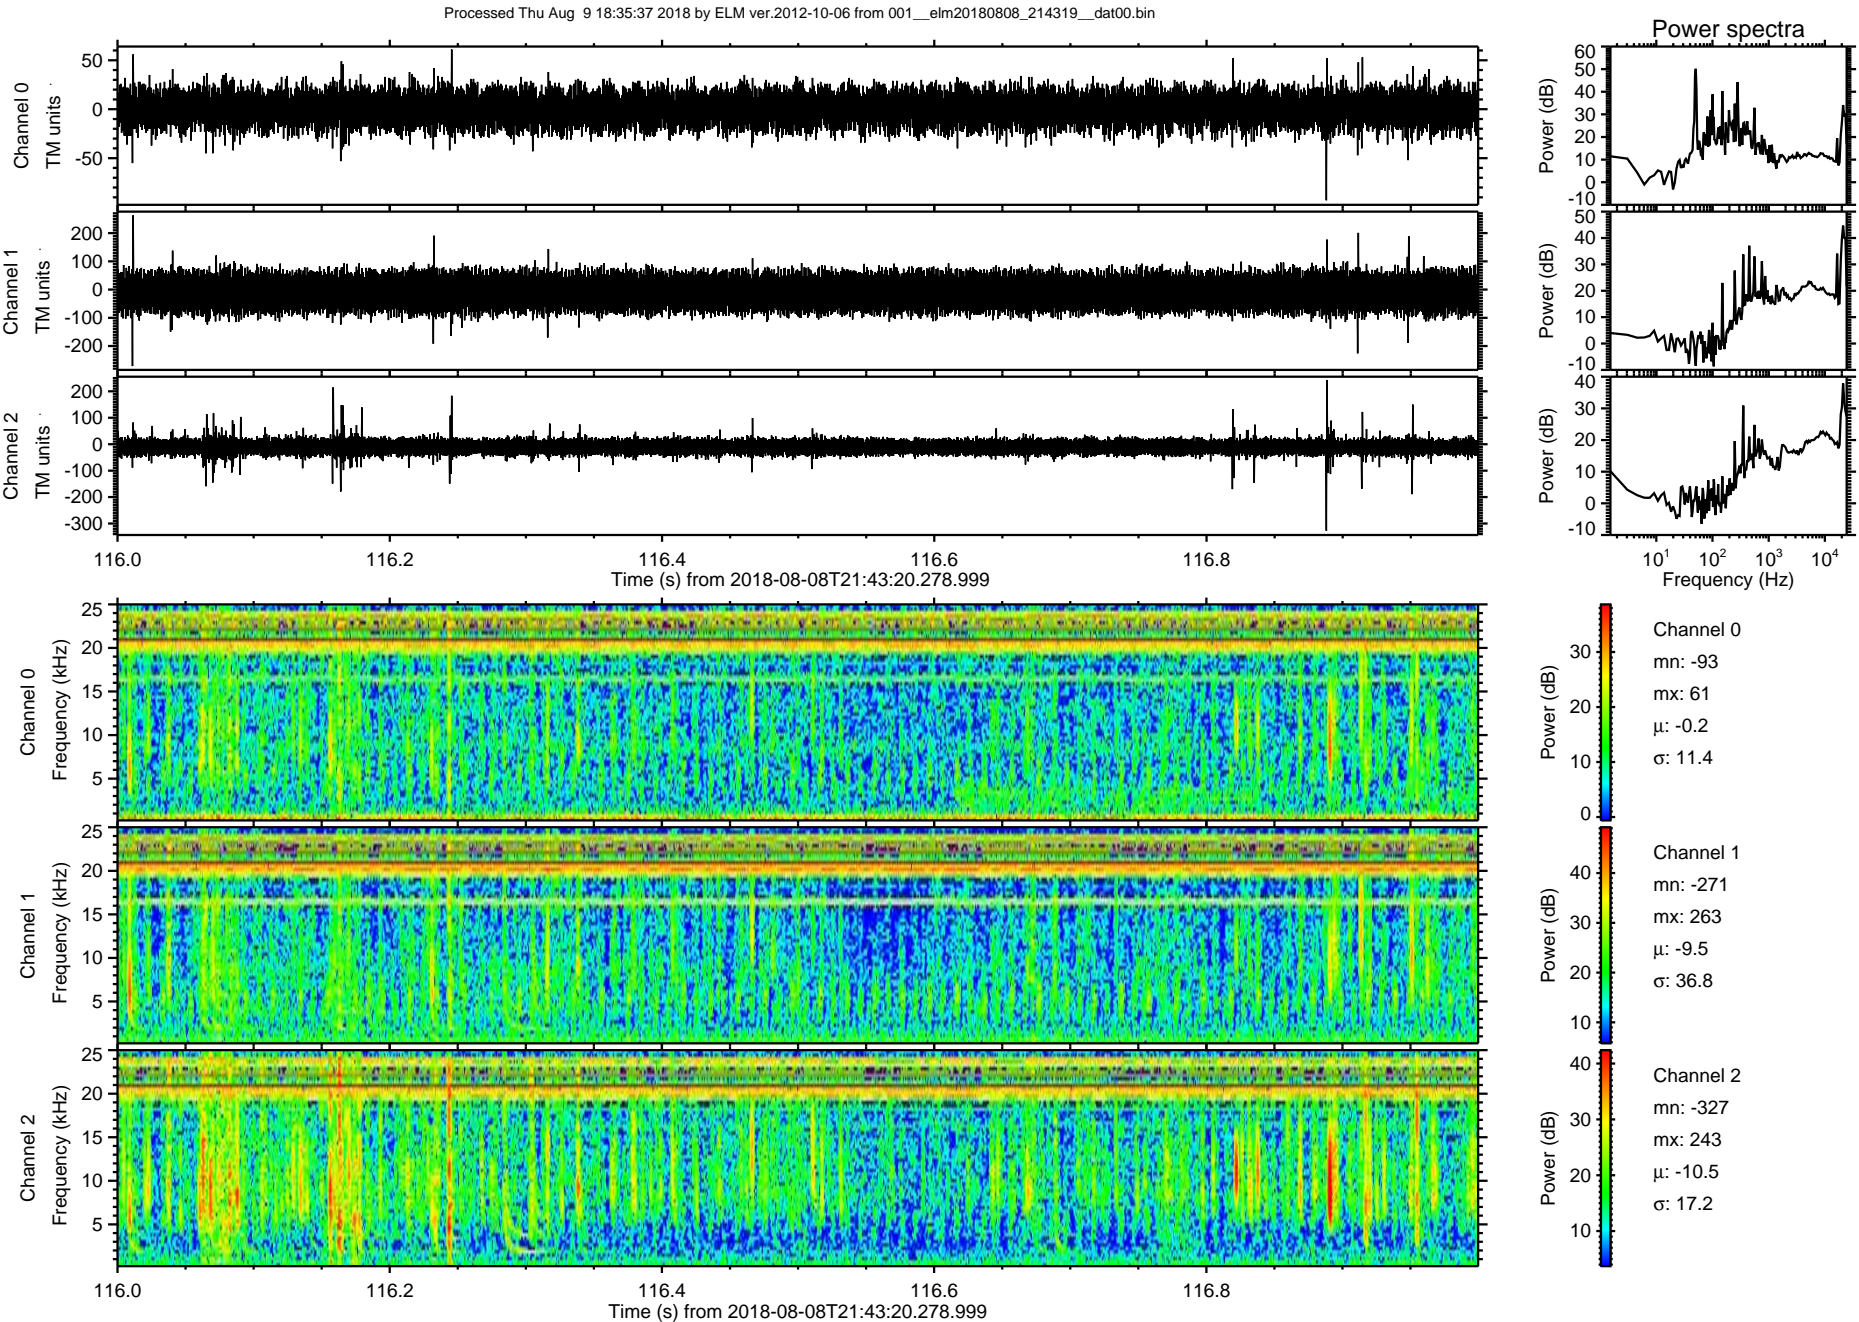 Processed Thu Aug  9 18:35:37 2018 by ELM ver.2012-10-06 from 001__elm20180808_214319__dat00.bin
Power spectra
Channel 0
TM units
50
0
-50
Power (dB)
60
50
40
30
20
10
0
-10
Channel 1
TM units
200
100
0
-100
-200
Power (dB)
50
40
30
20
10
0
-10
Channel 2
TM units
200
100
0
-100
-200
-300
Power (dB)
40
30
20
10
0
-10
116.0 116.2 116.4 116.6 116.8
Time (s) from 2018-08-08T21:43:20.278.999
10^1 10^2 10^3 10^4
Frequency (Hz)
Channel 0
Frequency (kHz)
25
20
15
10
5
Power (dB)
30
20
10
0
Channel 0
mn: -93
mx: 61
μ: -0.2
σ: 11.4
Channel 1
Frequency (kHz)
25
20
15
10
5
Power (dB)
40
30
20
10
Channel 1
mn: -271
mx: 263
μ: -9.5
σ: 36.8
Channel 2
Frequency (kHz)
25
20
15
10
5
Power (dB)
40
30
20
10
Channel 2
mn: -327
mx: 243
μ: -10.5
σ: 17.2
116.0 116.2 116.4 116.6 116.8
Time (s) from 2018-08-08T21:43:20.278.999